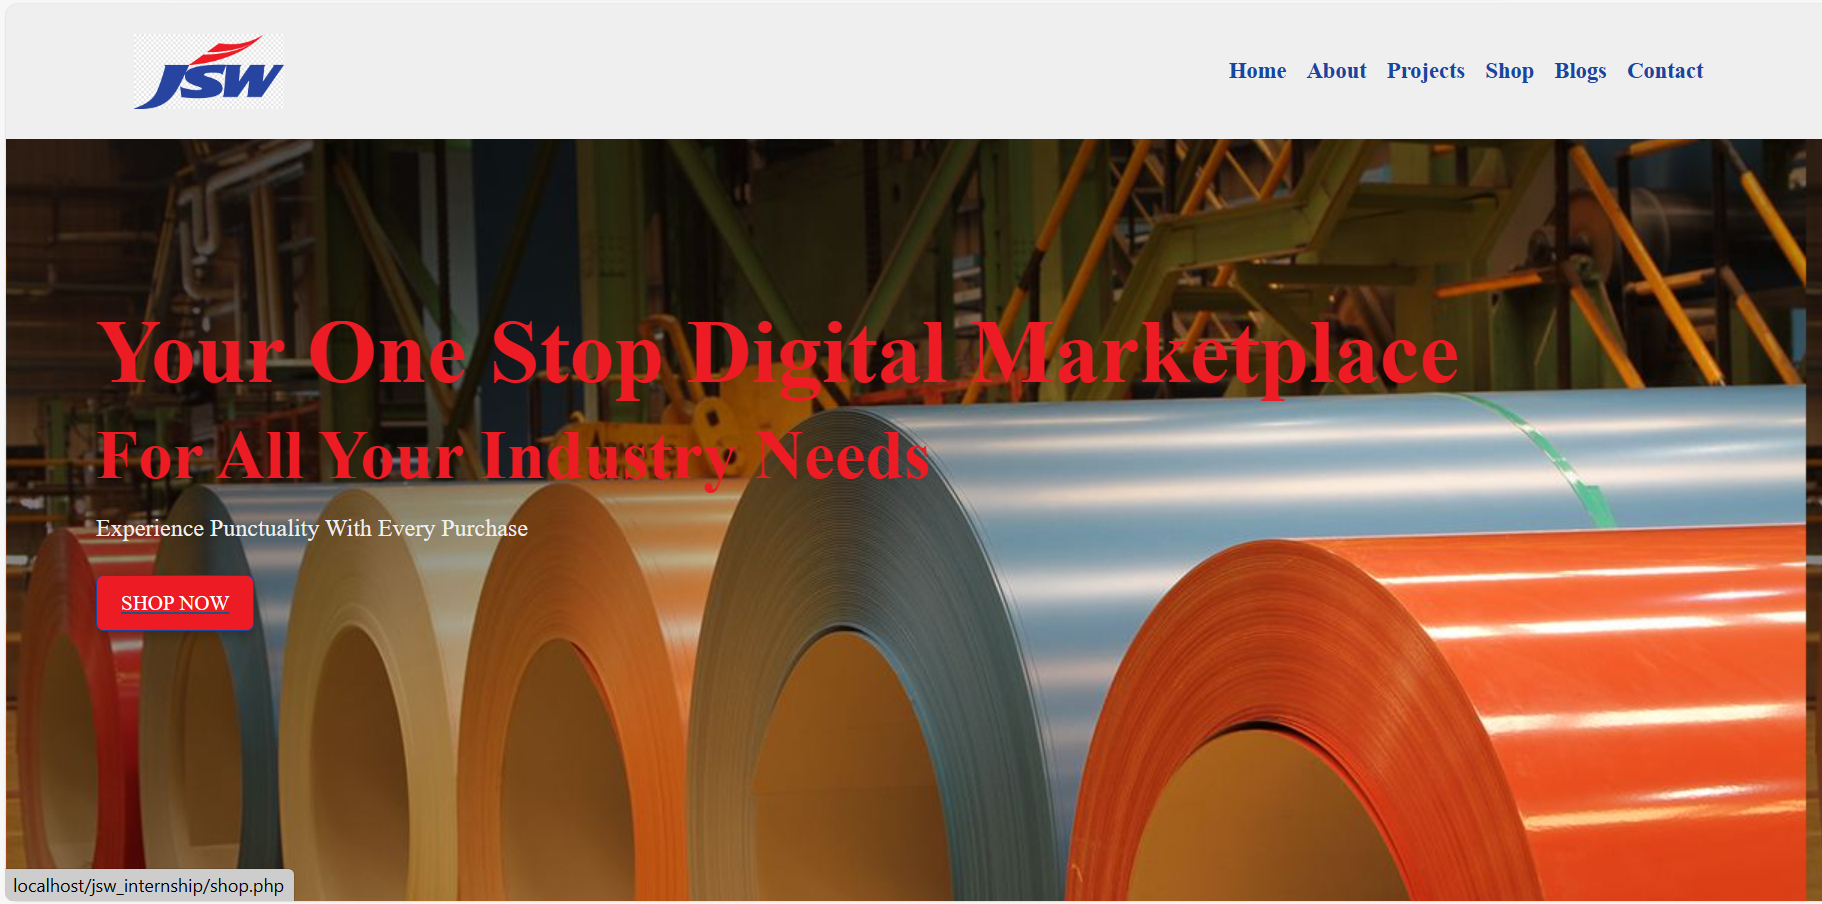 JSW
Home About Projects Shop Blogs Contact
Your One Stop Digital Marketplace
For All Your Industry Needs
Experience Punctuality With Every Purchase
SHOP NOW
localhost/jsw_internship/shop.php